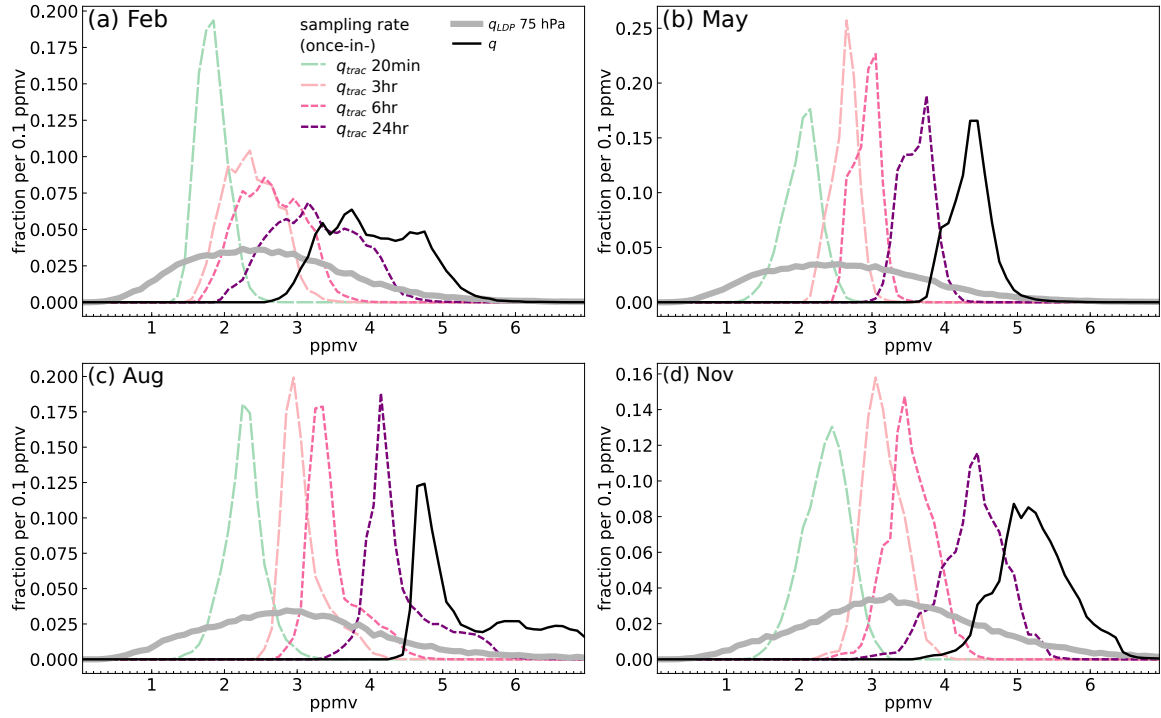 (a) Feb
sampling rate
(once-in-)
q_trac 20min
q_trac 3hr
q_trac 6hr
q_trac 24hr
q_LDP 75 hPa
q
fraction per 0.1 ppmv
0.200
0.175
0.150
0.125
0.100
0.075
0.050
0.025
0.000
1 2 3 4 5 6
ppmv
(b) May
fraction per 0.1 ppmv
0.25
0.20
0.15
0.10
0.05
0.00
1 2 3 4 5 6
ppmv
(c) Aug
fraction per 0.1 ppmv
0.200
0.175
0.150
0.125
0.100
0.075
0.050
0.025
0.000
1 2 3 4 5 6
ppmv
(d) Nov
fraction per 0.1 ppmv
0.16
0.14
0.12
0.10
0.08
0.06
0.04
0.02
0.00
1 2 3 4 5 6
ppmv